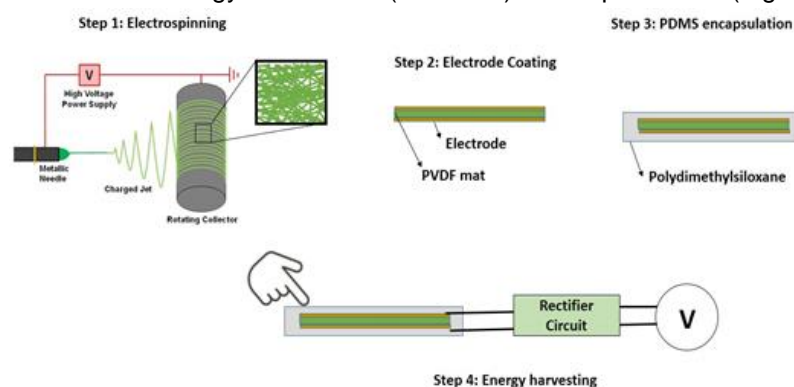 Step 1: Electrospinning
V
High Voltage
Power Supply
Metallic
Needle
Charged Jet
Rotating Collector
Step 2: Electrode Coating
Electrode
PVDF mat
Step 3: PDMS encapsulation
Polydimethylsiloxane
Rectifier
Circuit
V
Step 4: Energy harvesting